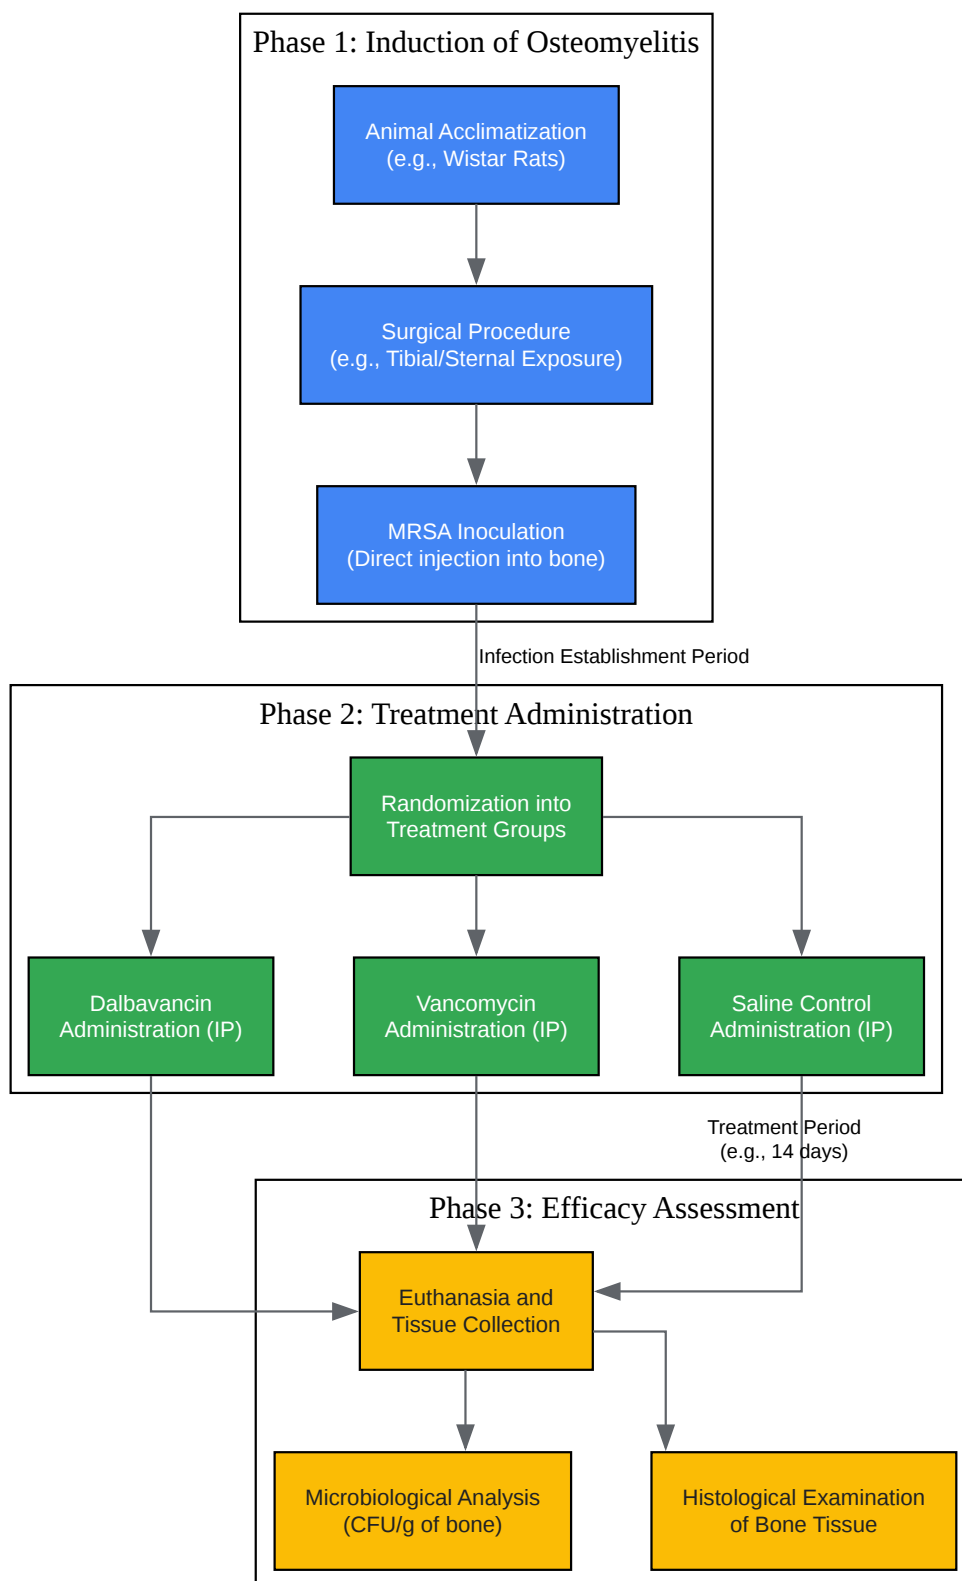 Phase 1: Induction of Osteomyelitis
Animal Acclimatization
(e.g., Wistar Rats)
Surgical Procedure
(e.g., Tibial/Sternal Exposure)
MRSA Inoculation
(Direct injection into bone)
Infection Establishment Period
Phase 2: Treatment Administration
Randomization into
Treatment Groups
Dalbavancin
Administration (IP)
Vancomycin
Administration (IP)
Saline Control
Administration (IP)
Treatment Period
(e.g., 14 days)
Phase 3: Efficacy Assessment
Euthanasia and
Tissue Collection
Microbiological Analysis
(CFU/g of bone)
Histological Examination
of Bone Tissue